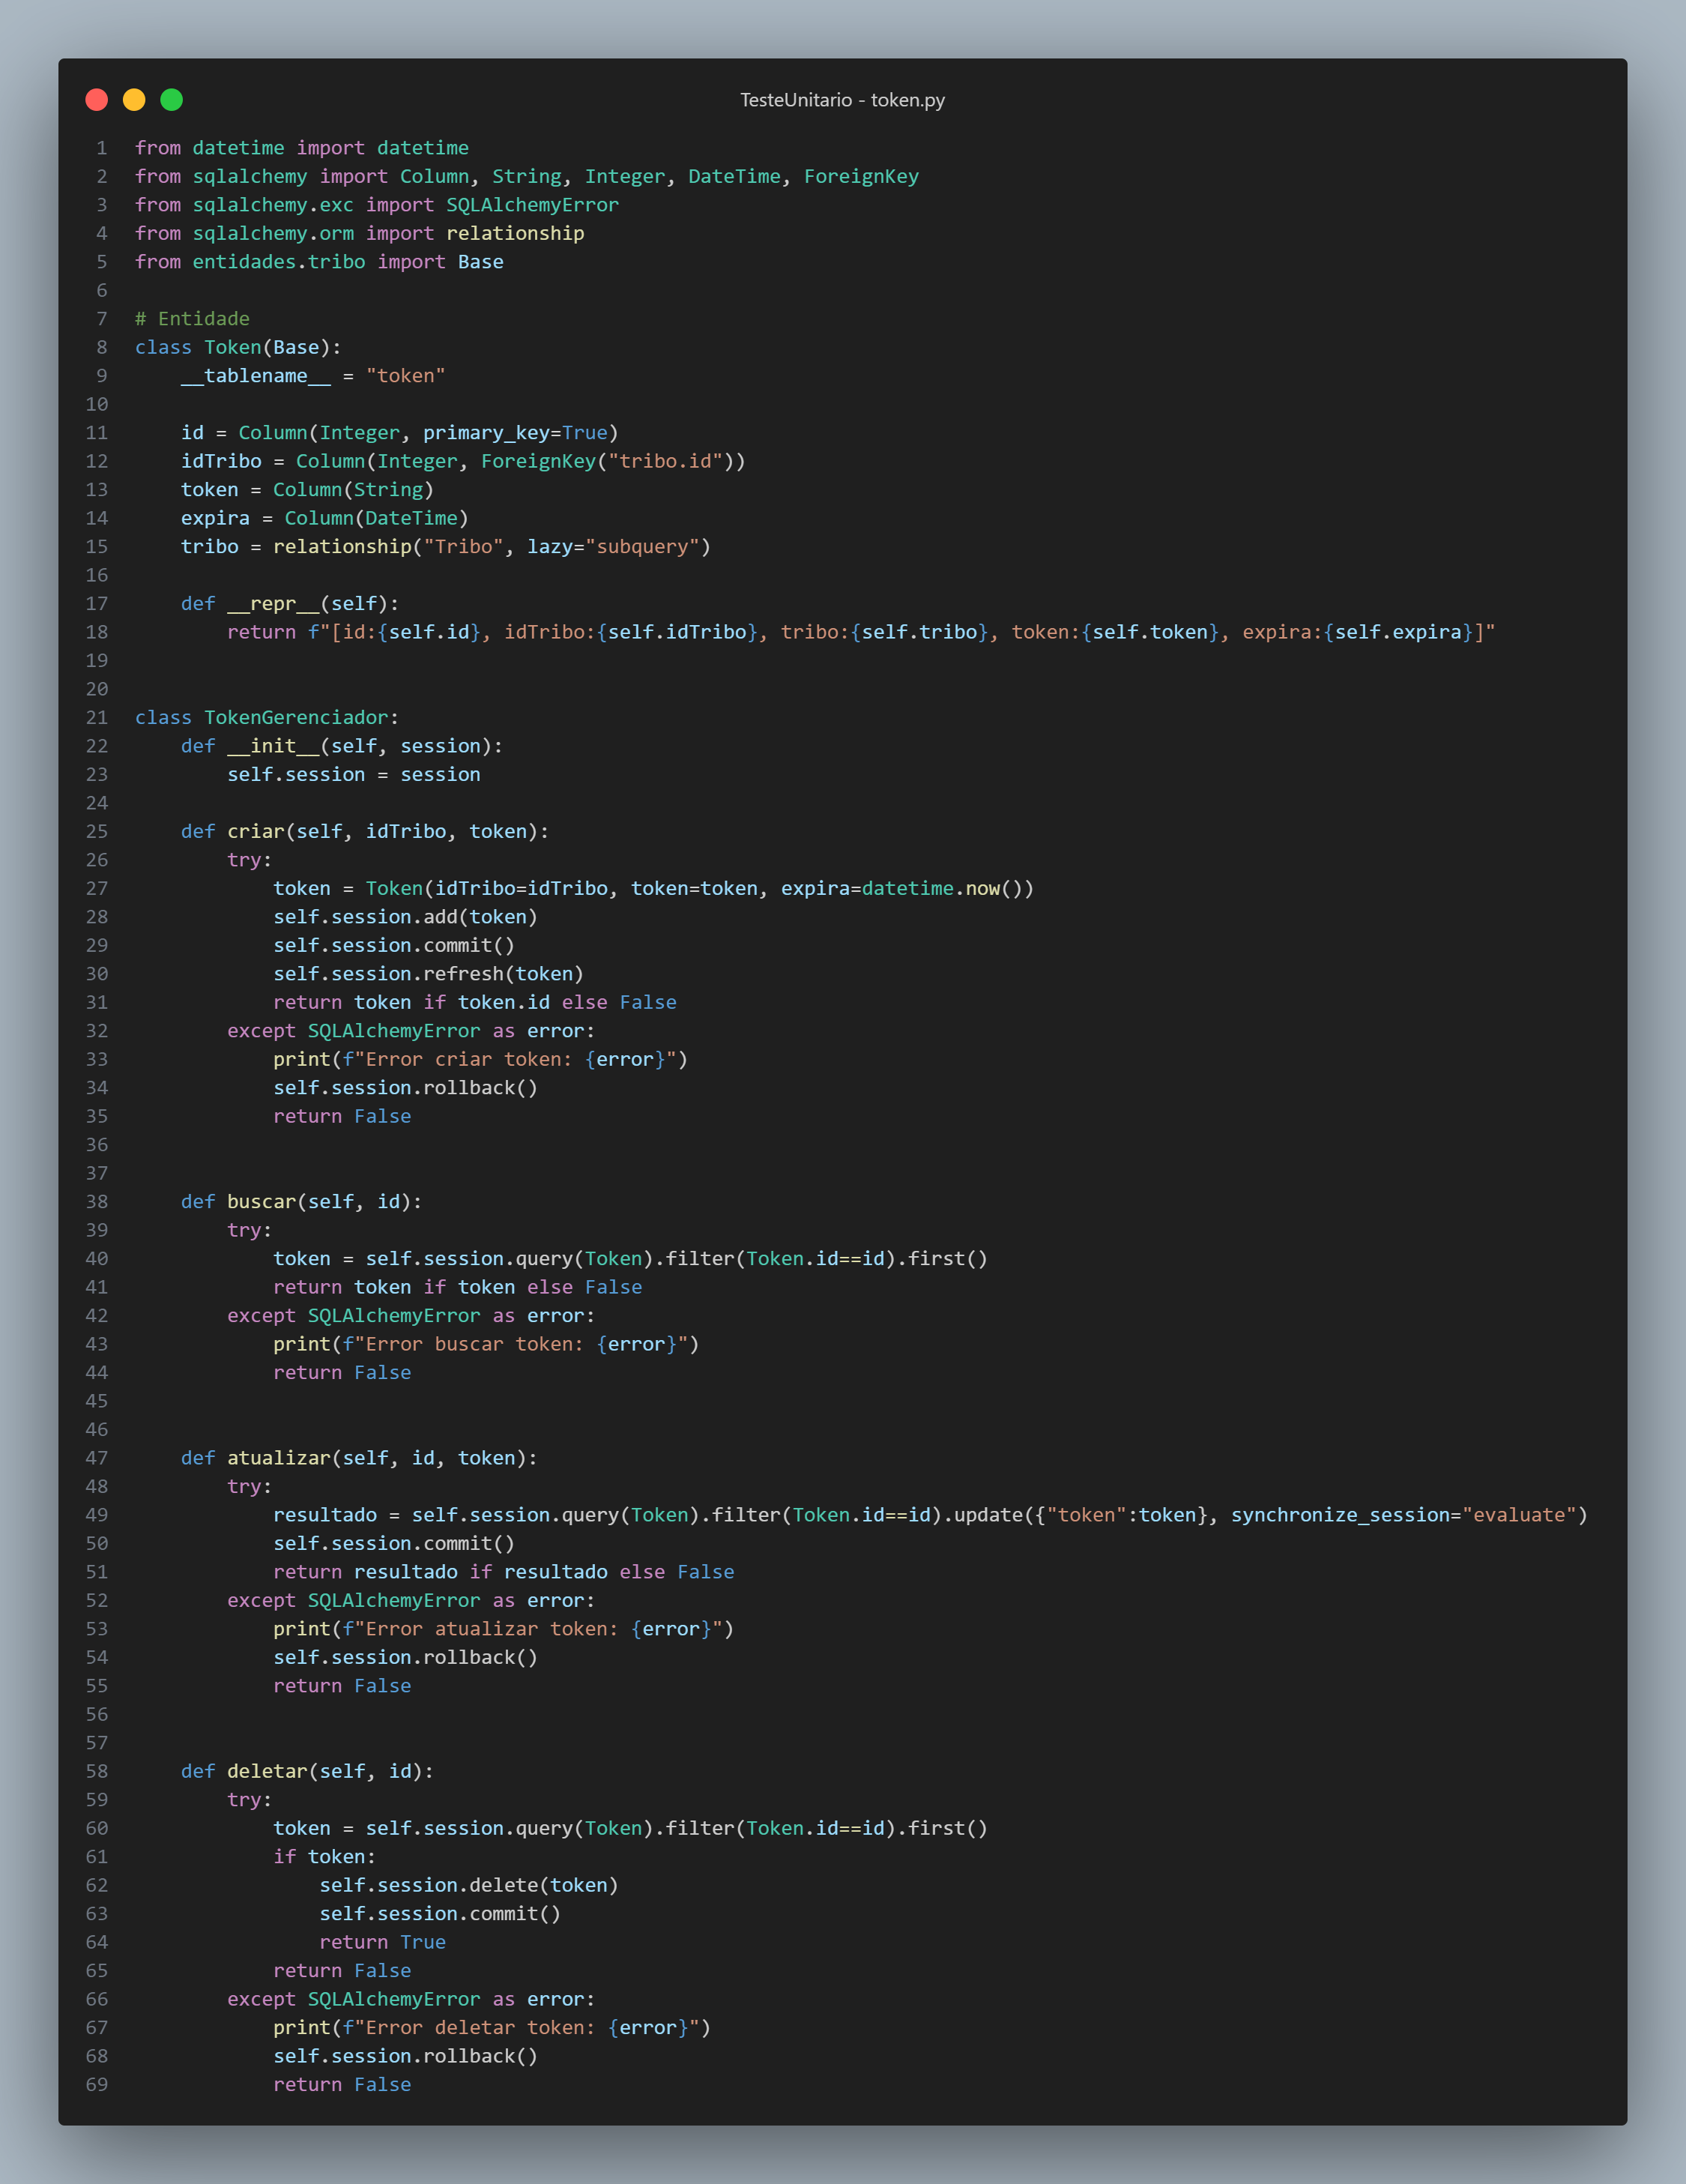 TesteUnitario - token.py
1 from datetime import datetime
2 from sqlalchemy import Column, String, Integer, DateTime, ForeignKey
3 from sqlalchemy.exc import SQLAlchemyError
4 from sqlalchemy.orm import relationship
5 from entidades.tribo import Base
6
7 # Entidade
8 class Token(Base):
9     __tablename__ = "token"
10
11     id = Column(Integer, primary_key=True)
12     idTribo = Column(Integer, ForeignKey("tribo.id"))
13     token = Column(String)
14     expira = Column(DateTime)
15     tribo = relationship("Tribo", lazy="subquery")
16
17     def __repr__(self):
18         return f"[id:{self.id}, idTribo:{self.idTribo}, tribo:{self.tribo}, token:{self.token}, expira:{self.expira}]"
19
20
21 class TokenGerenciador:
22     def __init__(self, session):
23         self.session = session
24
25     def criar(self, idTribo, token):
26         try:
27             token = Token(idTribo=idTribo, token=token, expira=datetime.now())
28             self.session.add(token)
29             self.session.commit()
30             self.session.refresh(token)
31             return token if token.id else False
32         except SQLAlchemyError as error:
33             print(f"Error criar token: {error}")
34             self.session.rollback()
35             return False
36
37
38     def buscar(self, id):
39         try:
40             token = self.session.query(Token).filter(Token.id==id).first()
41             return token if token else False
42         except SQLAlchemyError as error:
43             print(f"Error buscar token: {error}")
44             return False
45
46
47     def atualizar(self, id, token):
48         try:
49             resultado = self.session.query(Token).filter(Token.id==id).update({"token":token}, synchronize_session="evaluate")
50             self.session.commit()
51             return resultado if resultado else False
52         except SQLAlchemyError as error:
53             print(f"Error atualizar token: {error}")
54             self.session.rollback()
55             return False
56
57
58     def deletar(self, id):
59         try:
60             token = self.session.query(Token).filter(Token.id==id).first()
61             if token:
62                 self.session.delete(token)
63                 self.session.commit()
64                 return True
65             return False
66         except SQLAlchemyError as error:
67             print(f"Error deletar token: {error}")
68             self.session.rollback()
69             return False